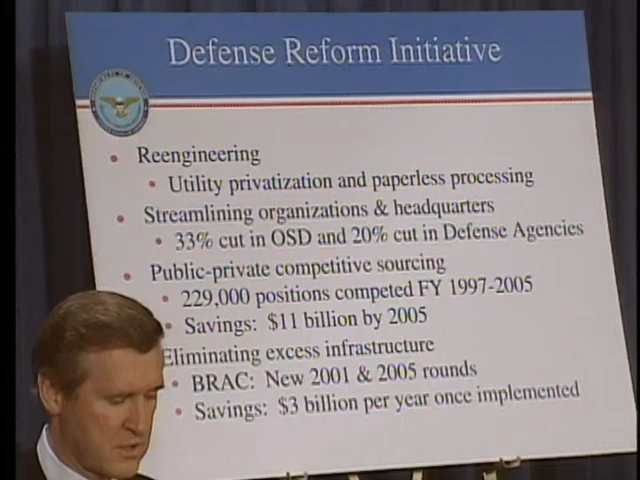 Defense Reform Initiative
Reengineering
Utility privatization and paperless processing
Streamlining organizations & headquarters
33% cut in OSD and 20% cut in Defense Agencies
Public-private competitive sourcing
229,000 positions competed FY 1997-2005
Savings: $11 billion by 2005
Eliminating excess infrastructure
BRAC: New 2001 & 2005 rounds
Savings: $3 billion per year once implemented